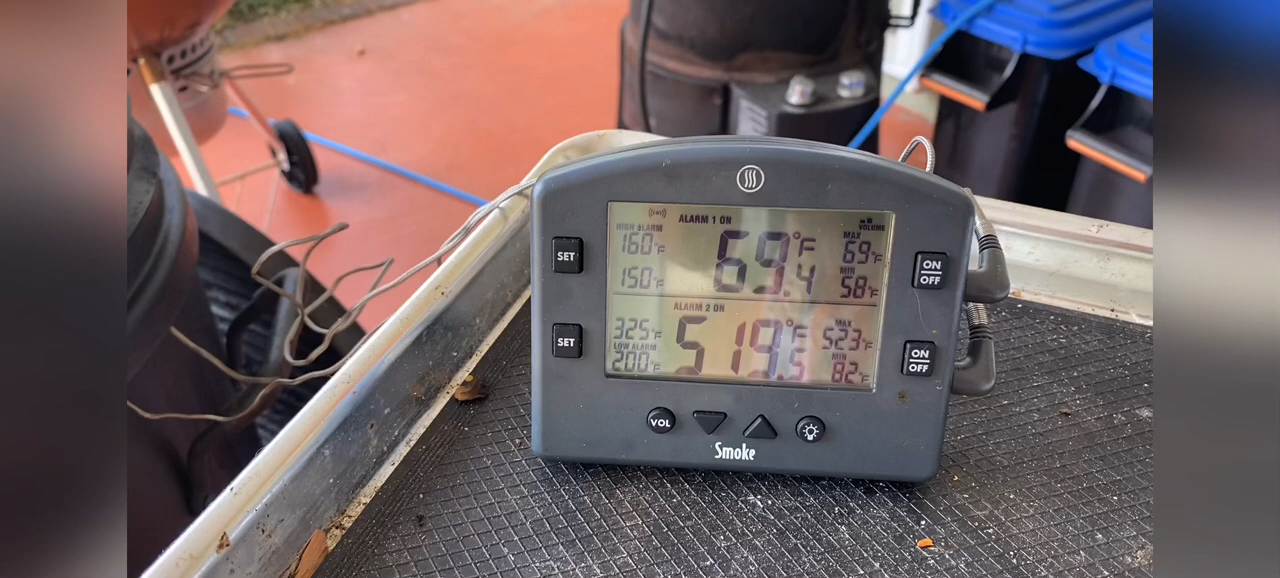 ALARM 1 ON
VOLUME
HIGH ALARM
160°F
150°F
69.4°F
MAX
69°F
MIN
58°F
SET
ON
OFF
ALARM 2 ON
325°F
LOW ALARM
200°F
519.5°F
MAX
523°F
MIN
82°F
SET
ON
OFF
VOL
Smoke